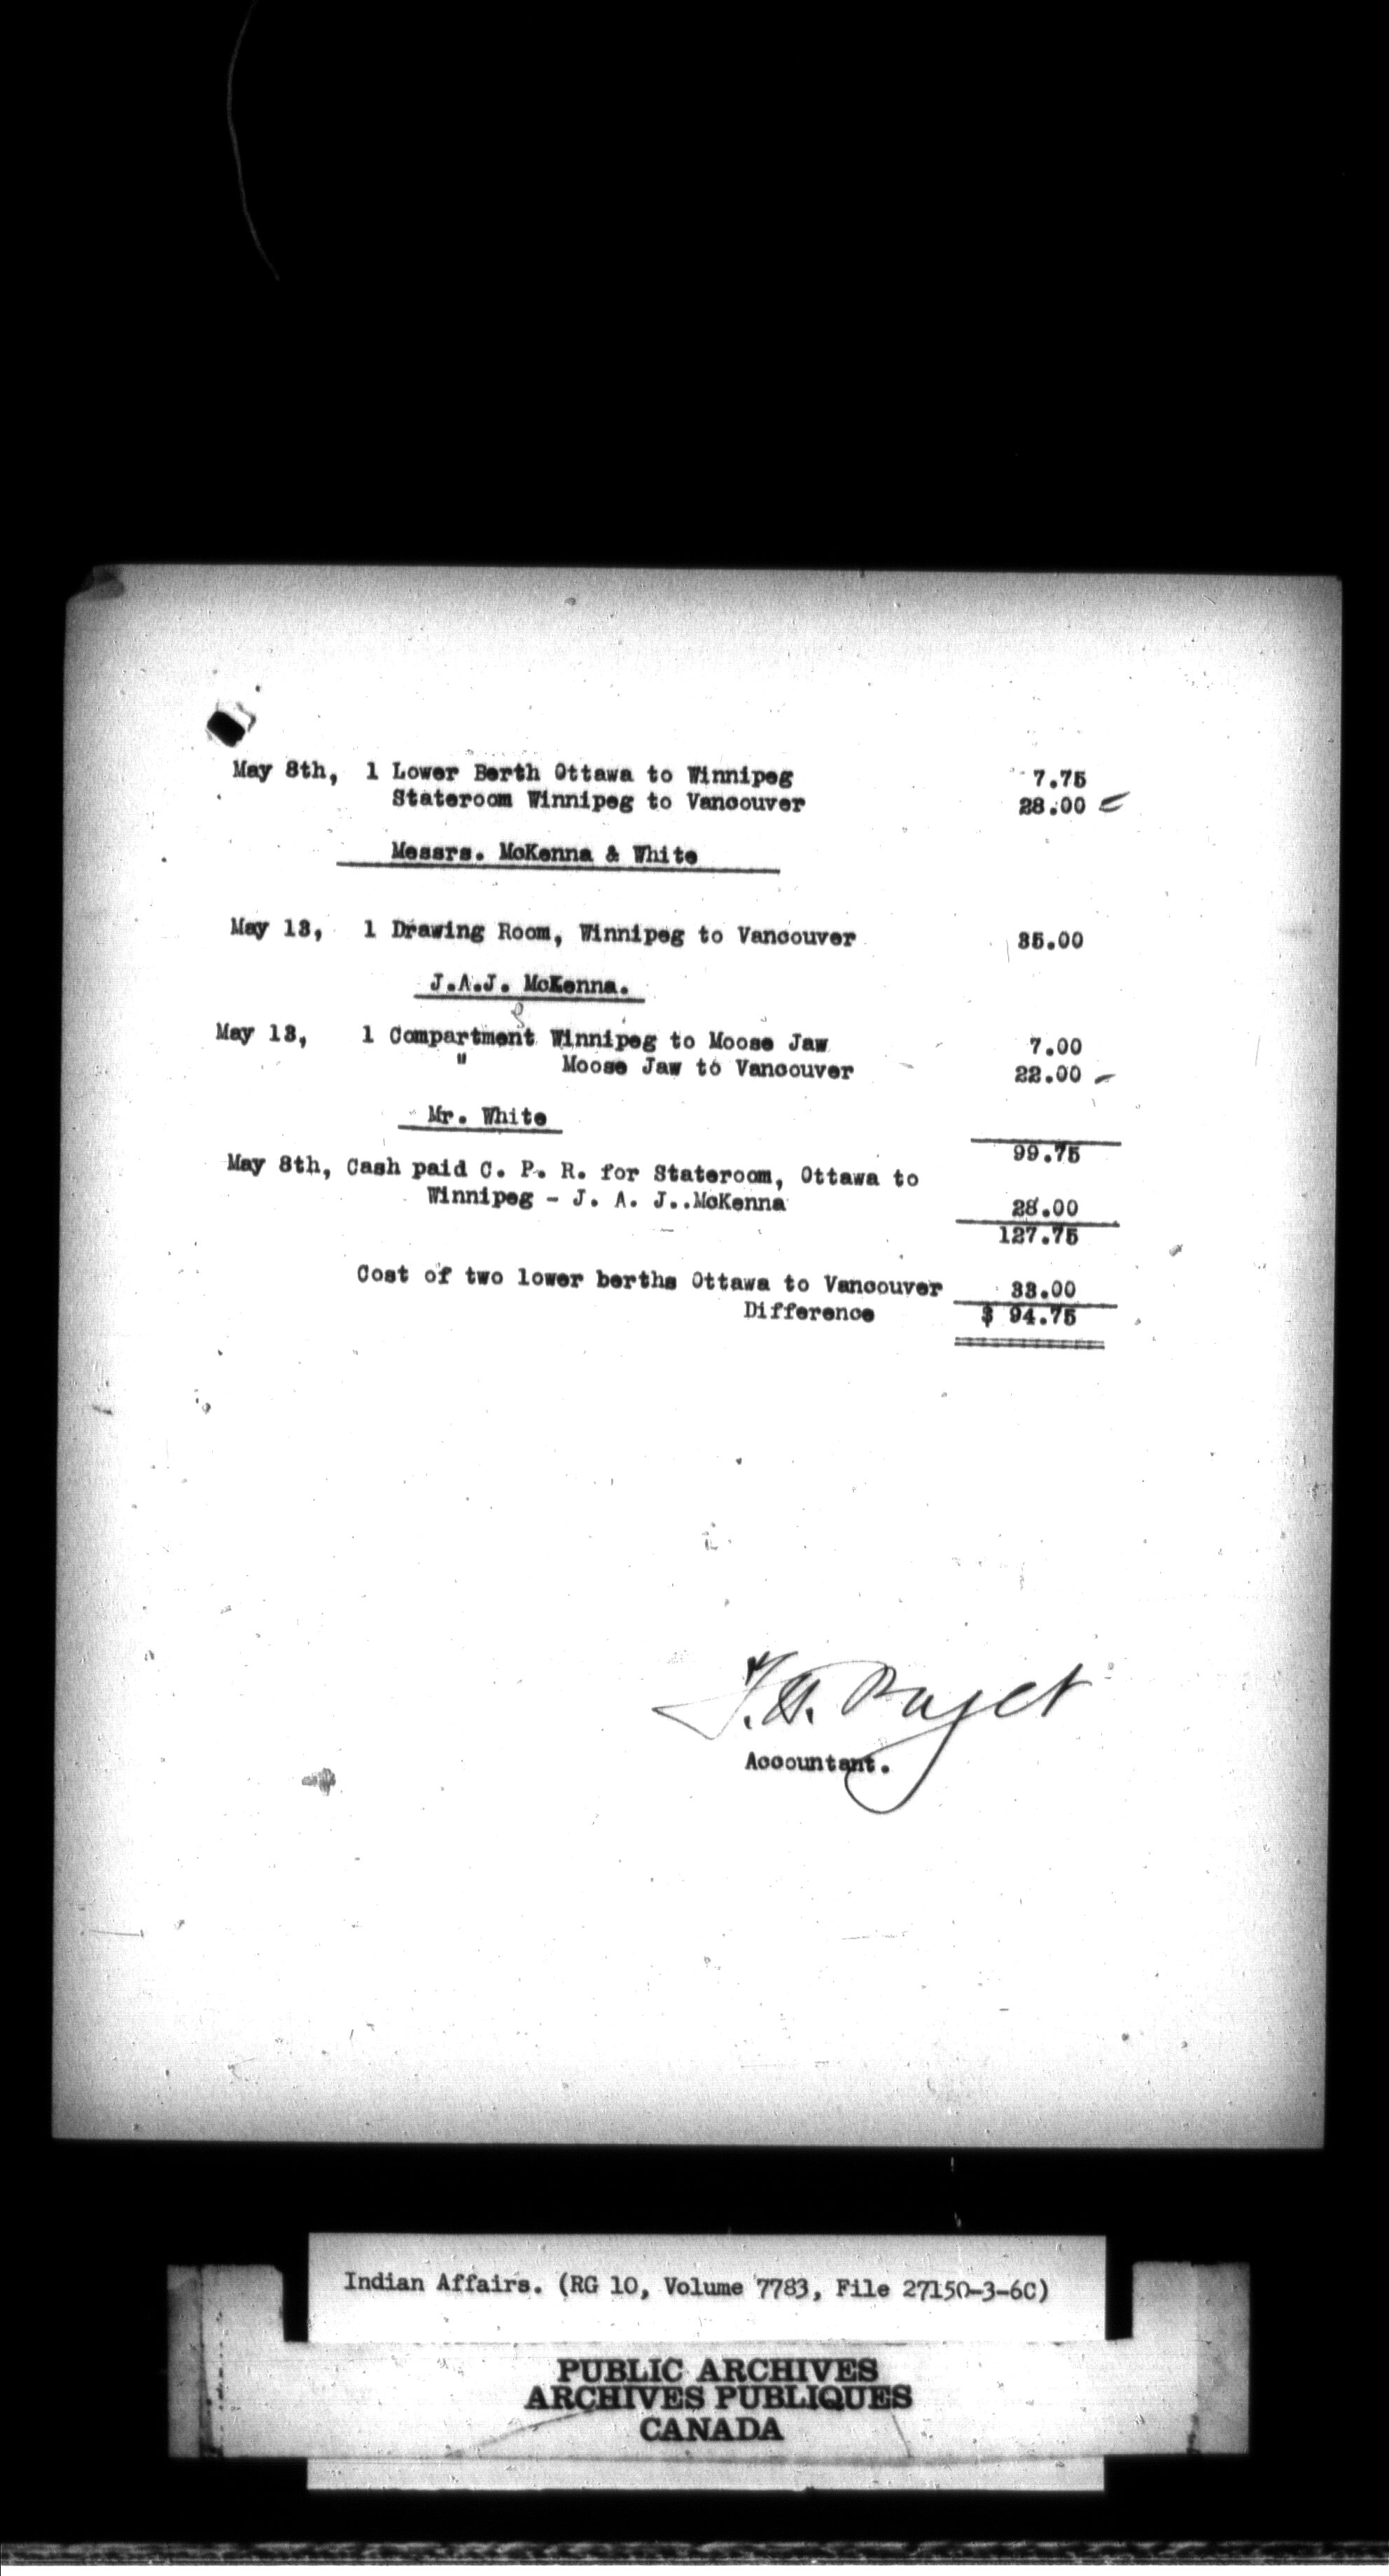 May 8th, 1 Lower Berth Ottawa to Winnipeg 7.75
Stateroom Winnipeg to Vancouver 28.00
Messrs. McKenna & White
May 13, 1 Drawing Room, Winnipeg to Vancouver 35.00
J.A.J. McKenna.
May 13, 1 Compartment Winnipeg to Moose Jaw 7.00
" Moose Jaw to Vancouver 22.00
Mr. White
99.75
May 8th, Cash paid C. P. R. for Stateroom, Ottawa to
Winnipeg - J. A. J..McKenna 28.00
127.75
Cost of two lower berths Ottawa to Vancouver 33.00
Difference $ 94.75
F.H. Paget
Accountant.
Indian Affairs. (RG 10, Volume 7783, File 27150-3-6C)
PUBLIC ARCHIVES
ARCHIVES PUBLIQUES
CANADA